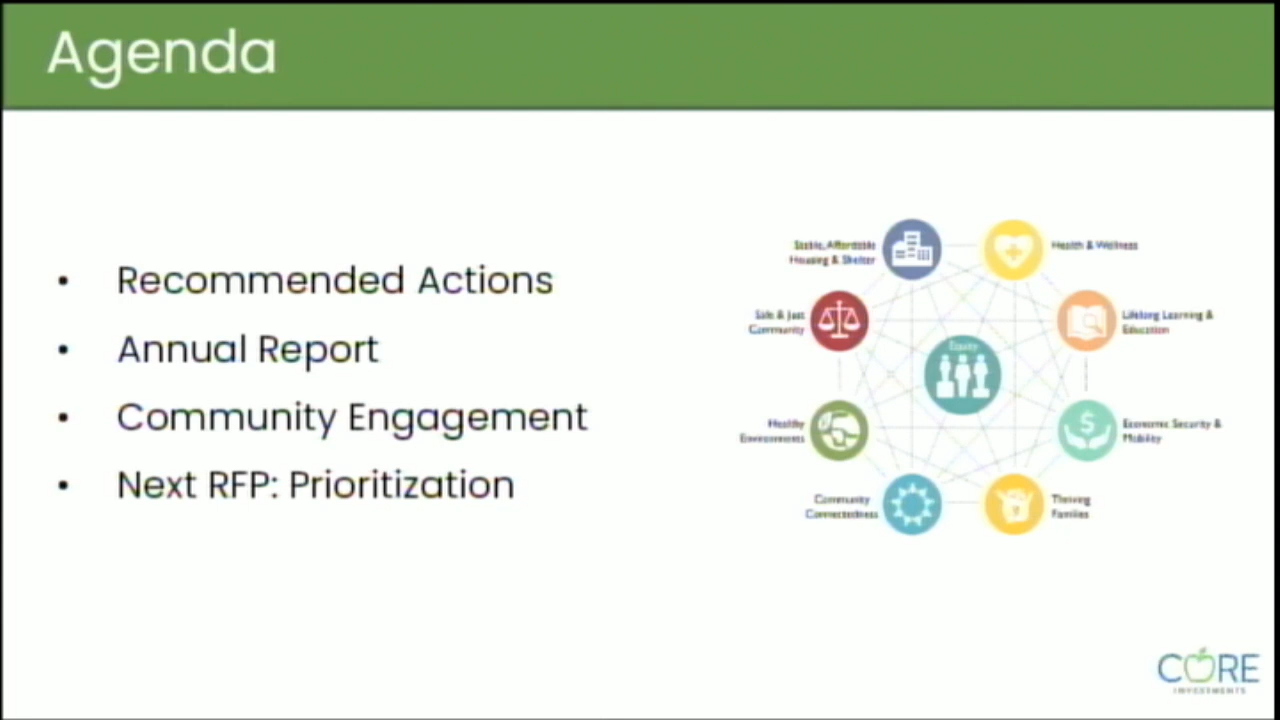 Agenda
• Recommended Actions
• Annual Report
• Community Engagement
• Next RFP: Prioritization
Stable, Affordable
Housing & Shelter
Health & Wellness
Safe & Just
Community
Lifelong Learning &
Education
Equity
Healthy
Environments
Economic Security &
Mobility
Community
Connectedness
Thriving
Families
CORE
INVESTMENTS